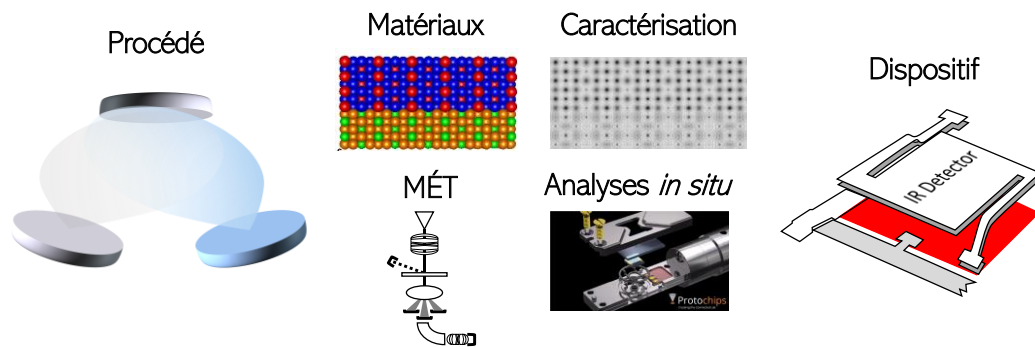 Procédé
Matériaux
Caractérisation
Dispositif
IR Detector
MÉT
Analyses in situ
Protochips